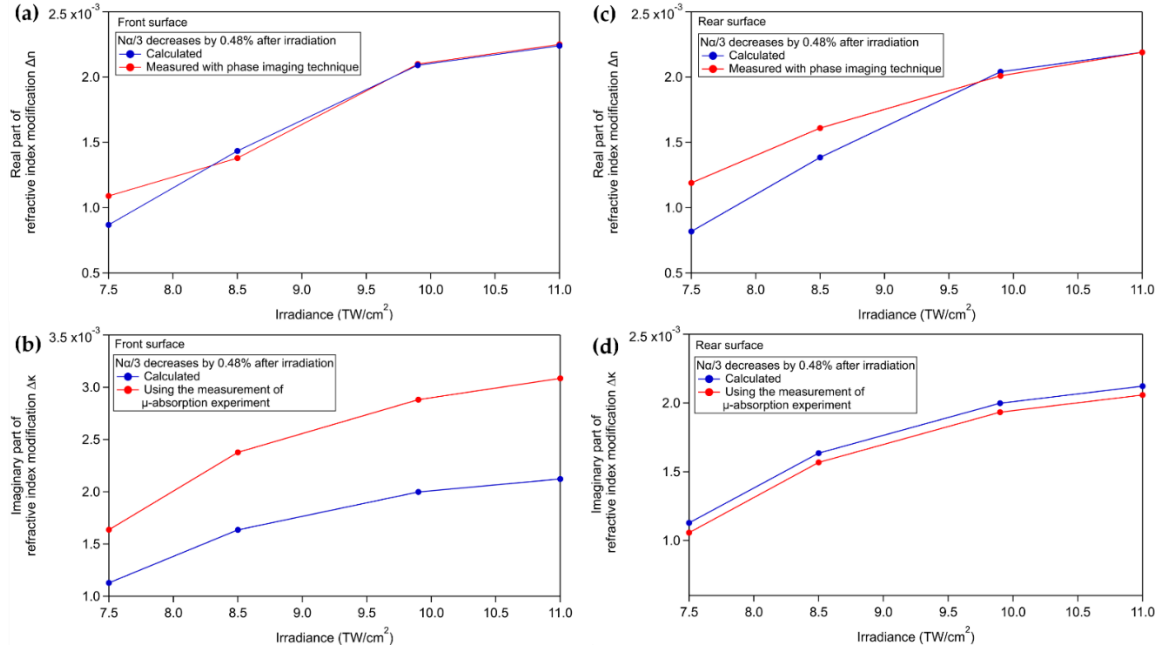 (a)
2.5 x10⁻³
Front surface
Nα/3 decreases by 0.48% after irradiation
Calculated
Measured with phase imaging technique
2.0
1.5
1.0
0.5
Real part of
refractive index modification Δn
7.5 8.0 8.5 9.0 9.5 10.0 10.5 11.0
Irradiance (TW/cm²)
(c)
2.5 x10⁻³
Rear surface
Nα/3 decreases by 0.48% after irradiation
Calculated
Measured with phase imaging technique
2.0
1.5
1.0
0.5
Real part of
refractive index modification Δn
7.5 8.0 8.5 9.0 9.5 10.0 10.5 11.0
Irradiance (TW/cm²)
(b)
3.5 x10⁻³
Front surface
Nα/3 decreases by 0.48% after irradiation
Calculated
Using the measurement of
μ-absorption experiment
3.0
2.5
2.0
1.5
1.0
Imaginary part of
refractive index modification Δκ
7.5 8.0 8.5 9.0 9.5 10.0 10.5 11.0
Irradiance (TW/cm²)
(d)
2.5 x10⁻³
Rear surface
Nα/3 decreases by 0.48% after irradiation
Calculated
Using the measurement of
μ-absorption experiment
2.0
1.5
1.0
Imaginary part of
refractive index modification Δκ
7.5 8.0 8.5 9.0 9.5 10.0 10.5 11.0
Irradiance (TW/cm²)